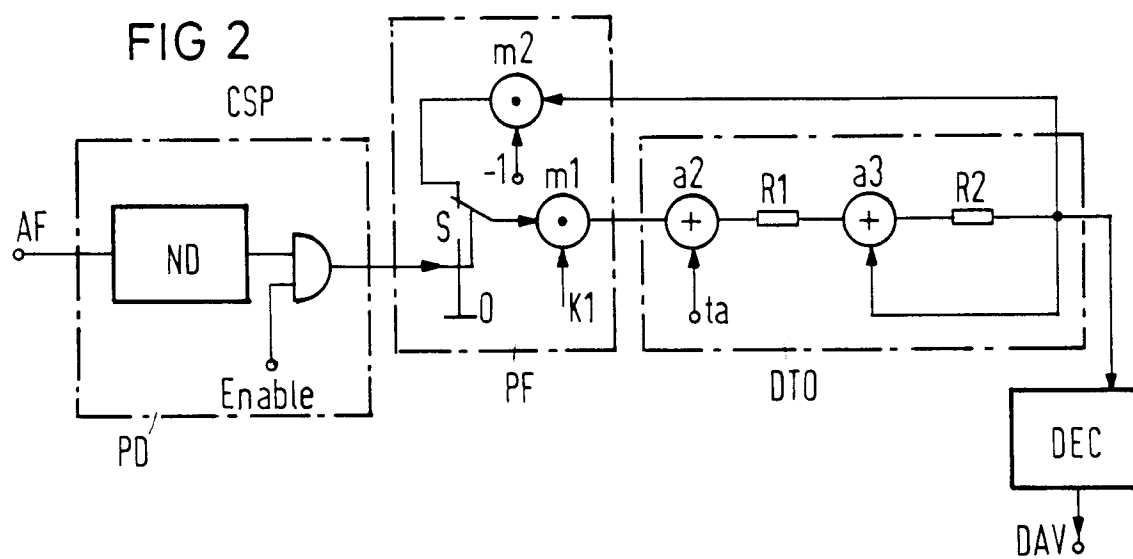 FIG 2
CSP
m2
-1
m1
a2
R1
a3
R2
AF
ND
S
0
K1
ta
Enable
PF
DTO
PD
DEC
DAV